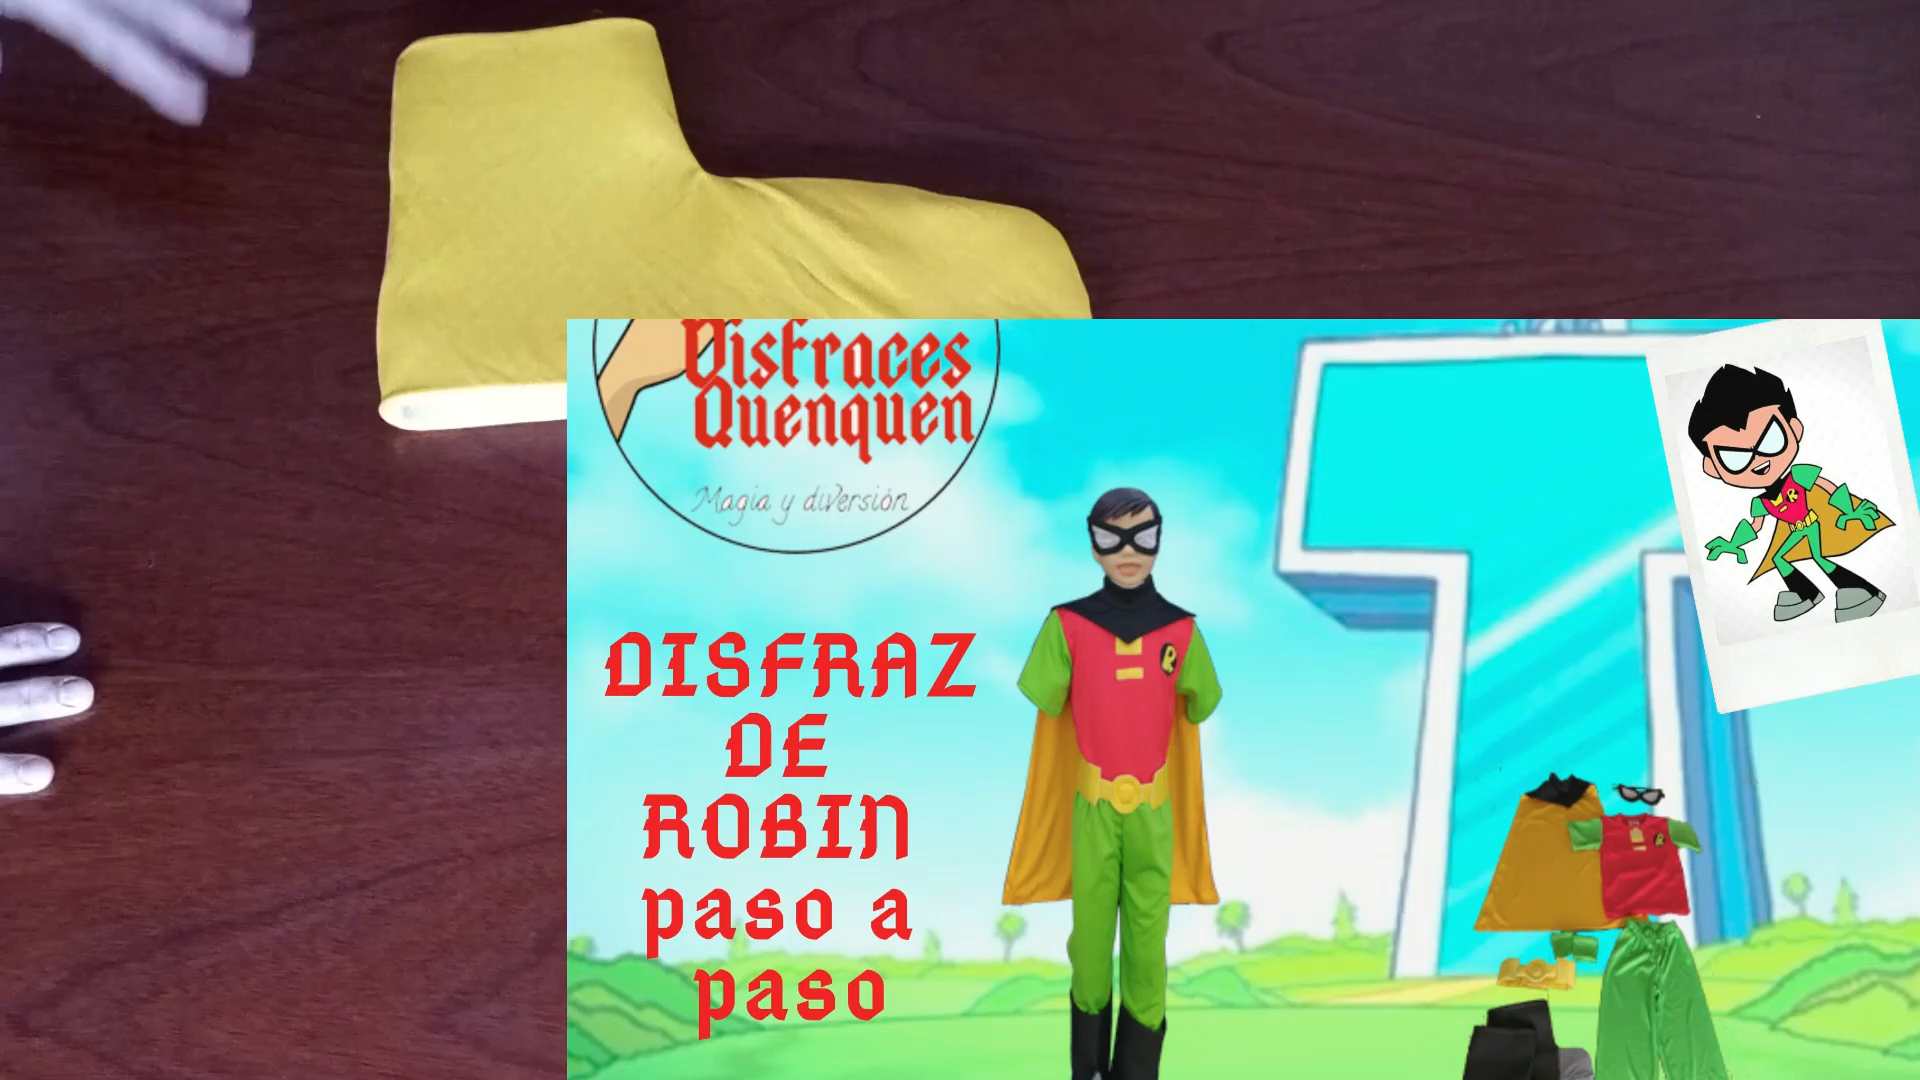 Disfraces
Quenquen
Magia y diversión
DISFRAZ
DE
ROBIN
paso a
paso
R
R
R